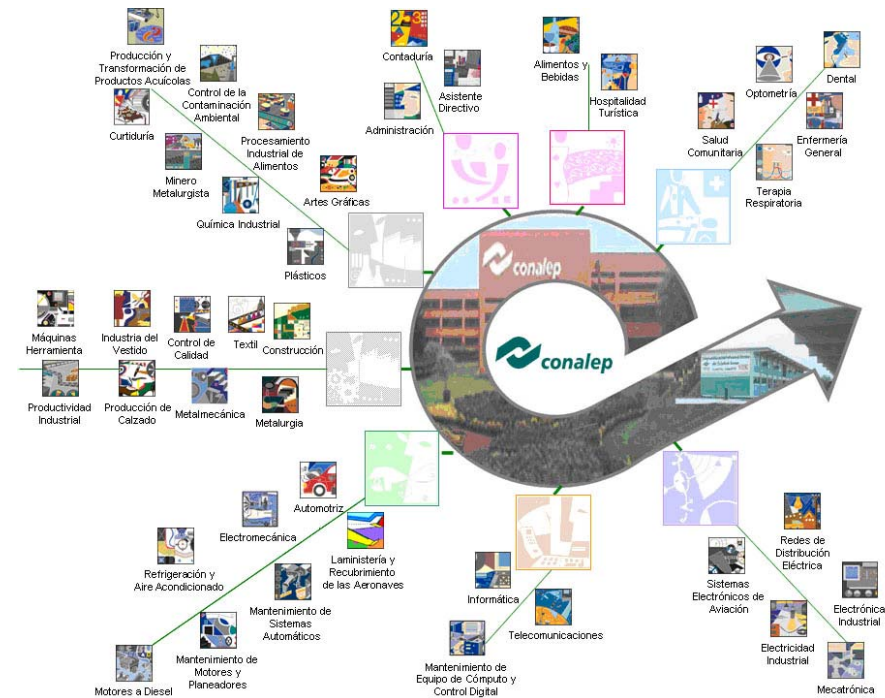 Producción y
Transformación de
Productos Acuícolas
Control de la
Contaminación
Ambiental
Curtiduría
Procesamiento
Industrial de
Alimentos
Minero
Metalurgista
Artes Gráficas
Química Industrial
Plásticos
Contaduría
Asistente
Directivo
Administración
Alimentos y
Bebidas
Hospitalidad
Turística
Optometría
Dental
Salud
Comunitaria
Enfermería
General
Terapia
Respiratoria
conalep
conalep
Máquinas
Herramienta
Industria del
Vestido
Control de
Calidad
Textil
Construcción
Productividad
Industrial
Producción de
Calzado
Metalmecánica
Metalurgia
Automotriz
Electromecánica
Laministería y
Recubrimiento
de las Aeronaves
Refrigeración y
Aire Acondicionado
Mantenimiento de
Sistemas
Automáticos
Mantenimiento de
Motores y
Planeadores
Motores a Diesel
Informática
Telecomunicaciones
Mantenimiento de
Equipo de Cómputo y
Control Digital
Redes de
Distribución
Eléctrica
Sistemas
Electrónicos de
Aviación
Electrónica
Industrial
Electricidad
Industrial
Mecatrónica